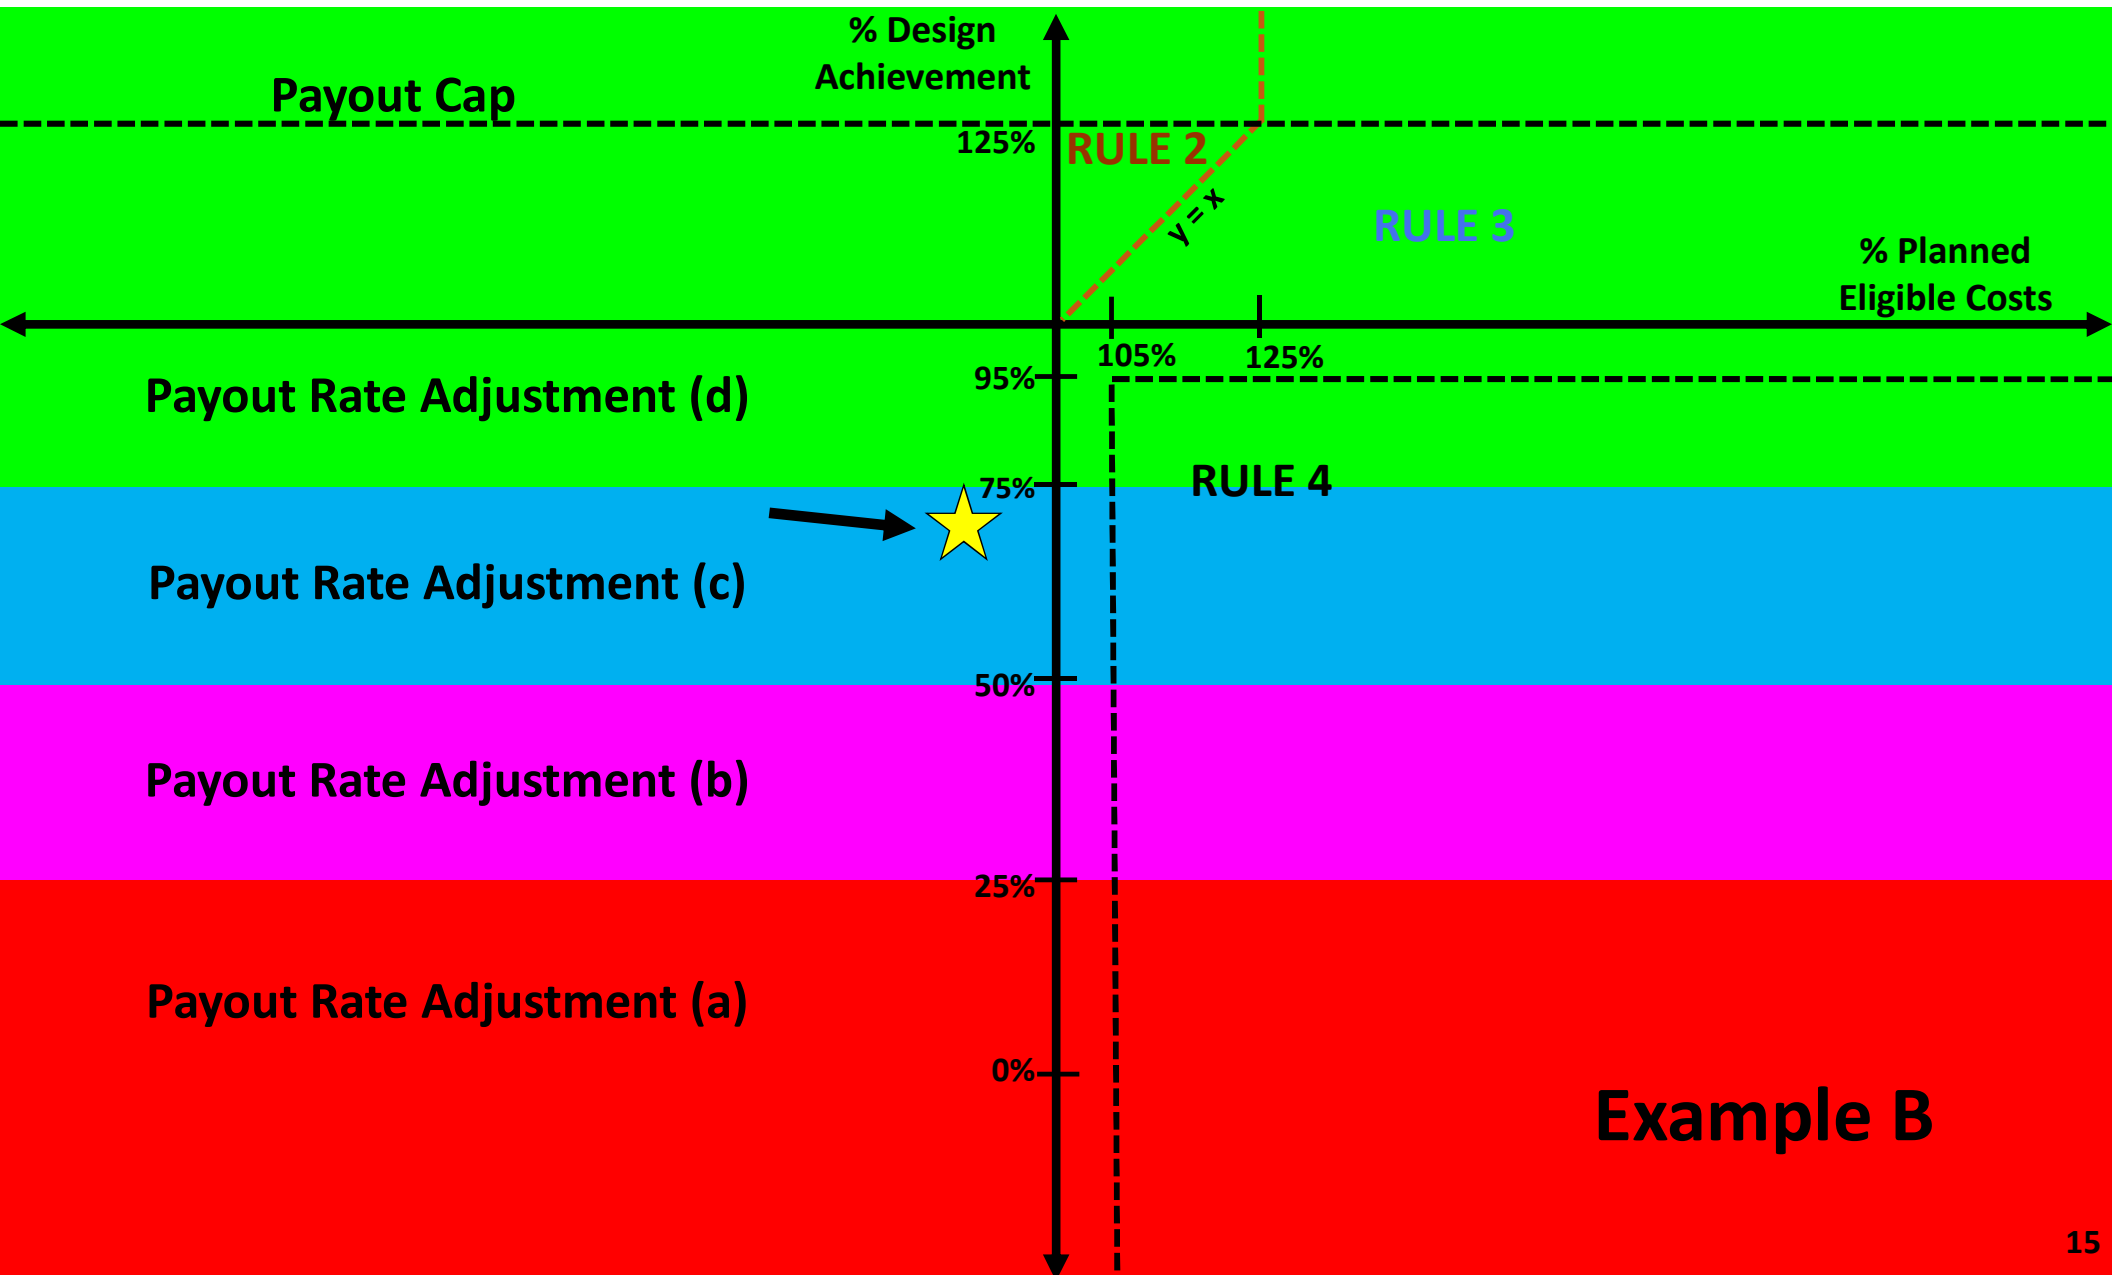 % Design
Achievement
Payout Cap
125%
RULE 2
y = x
RULE 3
% Planned
Eligible Costs
105%
125%
95%
Payout Rate Adjustment (d)
75%
RULE 4
Payout Rate Adjustment (c)
50%
Payout Rate Adjustment (b)
25%
Payout Rate Adjustment (a)
0%
Example B
15